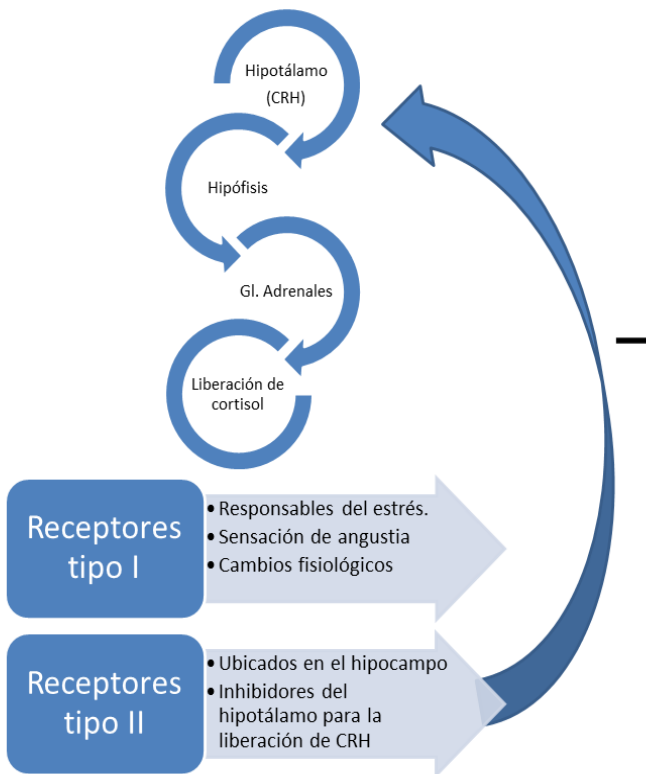 Hipotálamo
(CRH)
Hipófisis
Gl. Adrenales
Liberación de
cortisol
Receptores
tipo I
• Responsables del estrés.
• Sensación de angustia
• Cambios fisiológicos
Receptores
tipo II
• Ubicados en el hipocampo
• Inhibidores del
hipotálamo para la
liberación de CRH